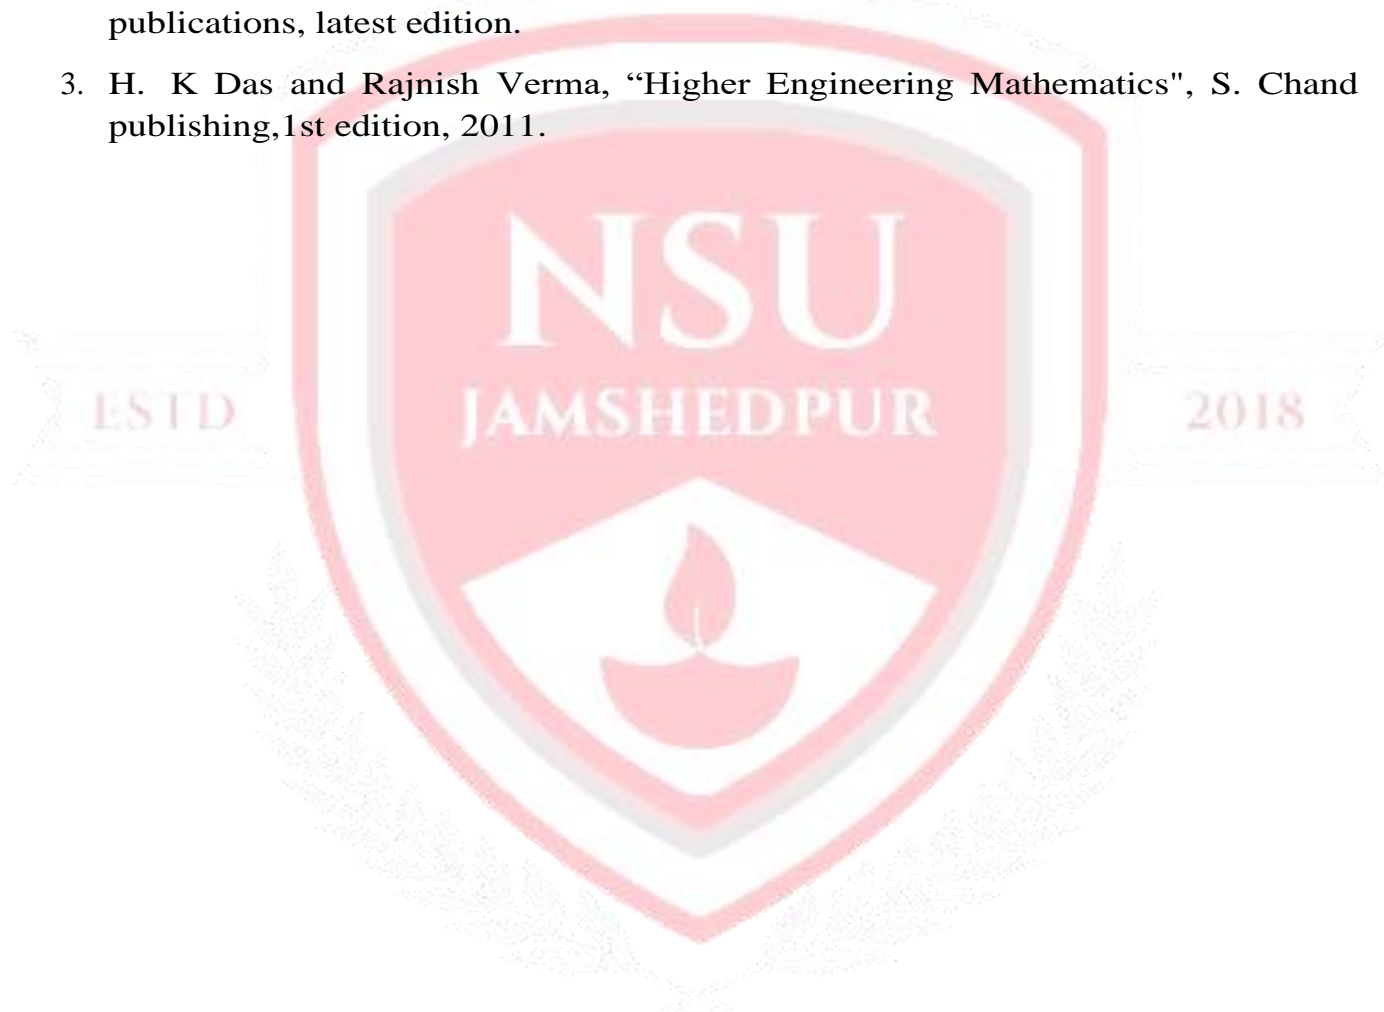 publications, latest edition.
3. H. K Das and Rajnish Verma, “Higher Engineering Mathematics", S. Chand
publishing,1st edition, 2011.
NSU
JAMSHEDPUR
ESTD
2018